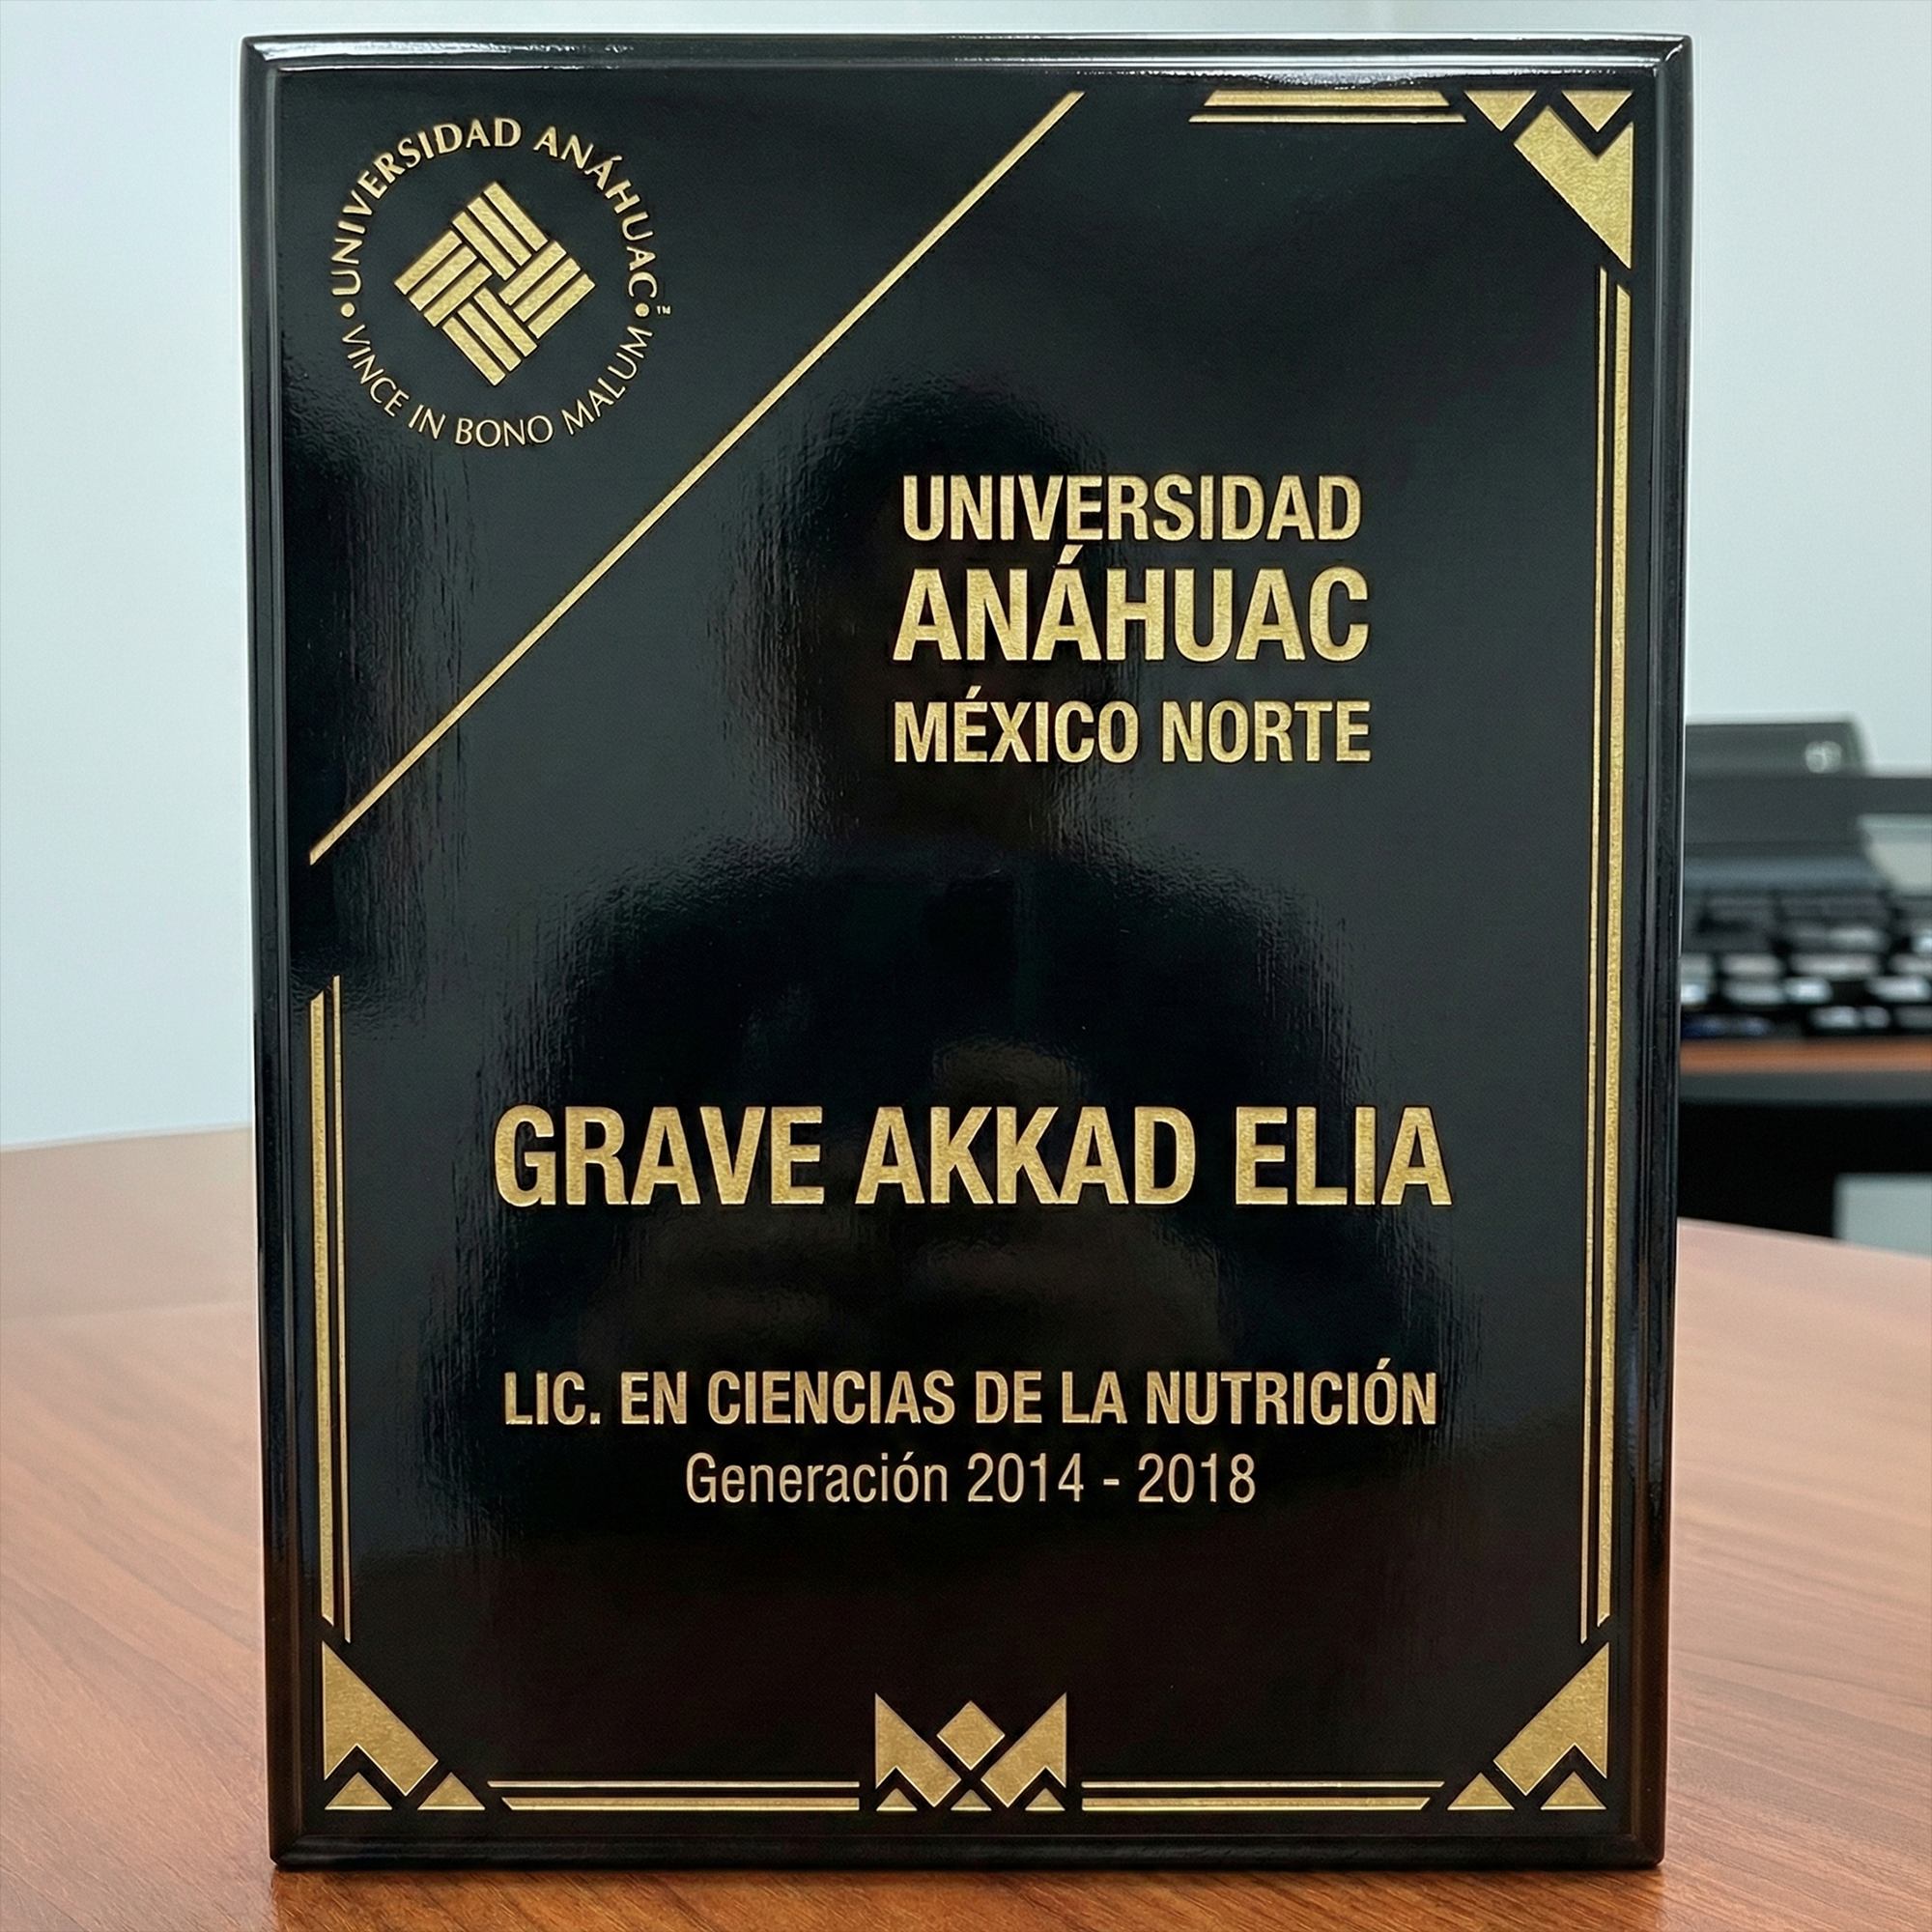 UNIVERSIDAD ANÁHUAC™
VINCE IN BONO MALUM
UNIVERSIDAD
ANÁHUAC
MÉXICO NORTE
GRAVE AKKAD ELIA
LIC. EN CIENCIAS DE LA NUTRICIÓN
Generación 2014 - 2018